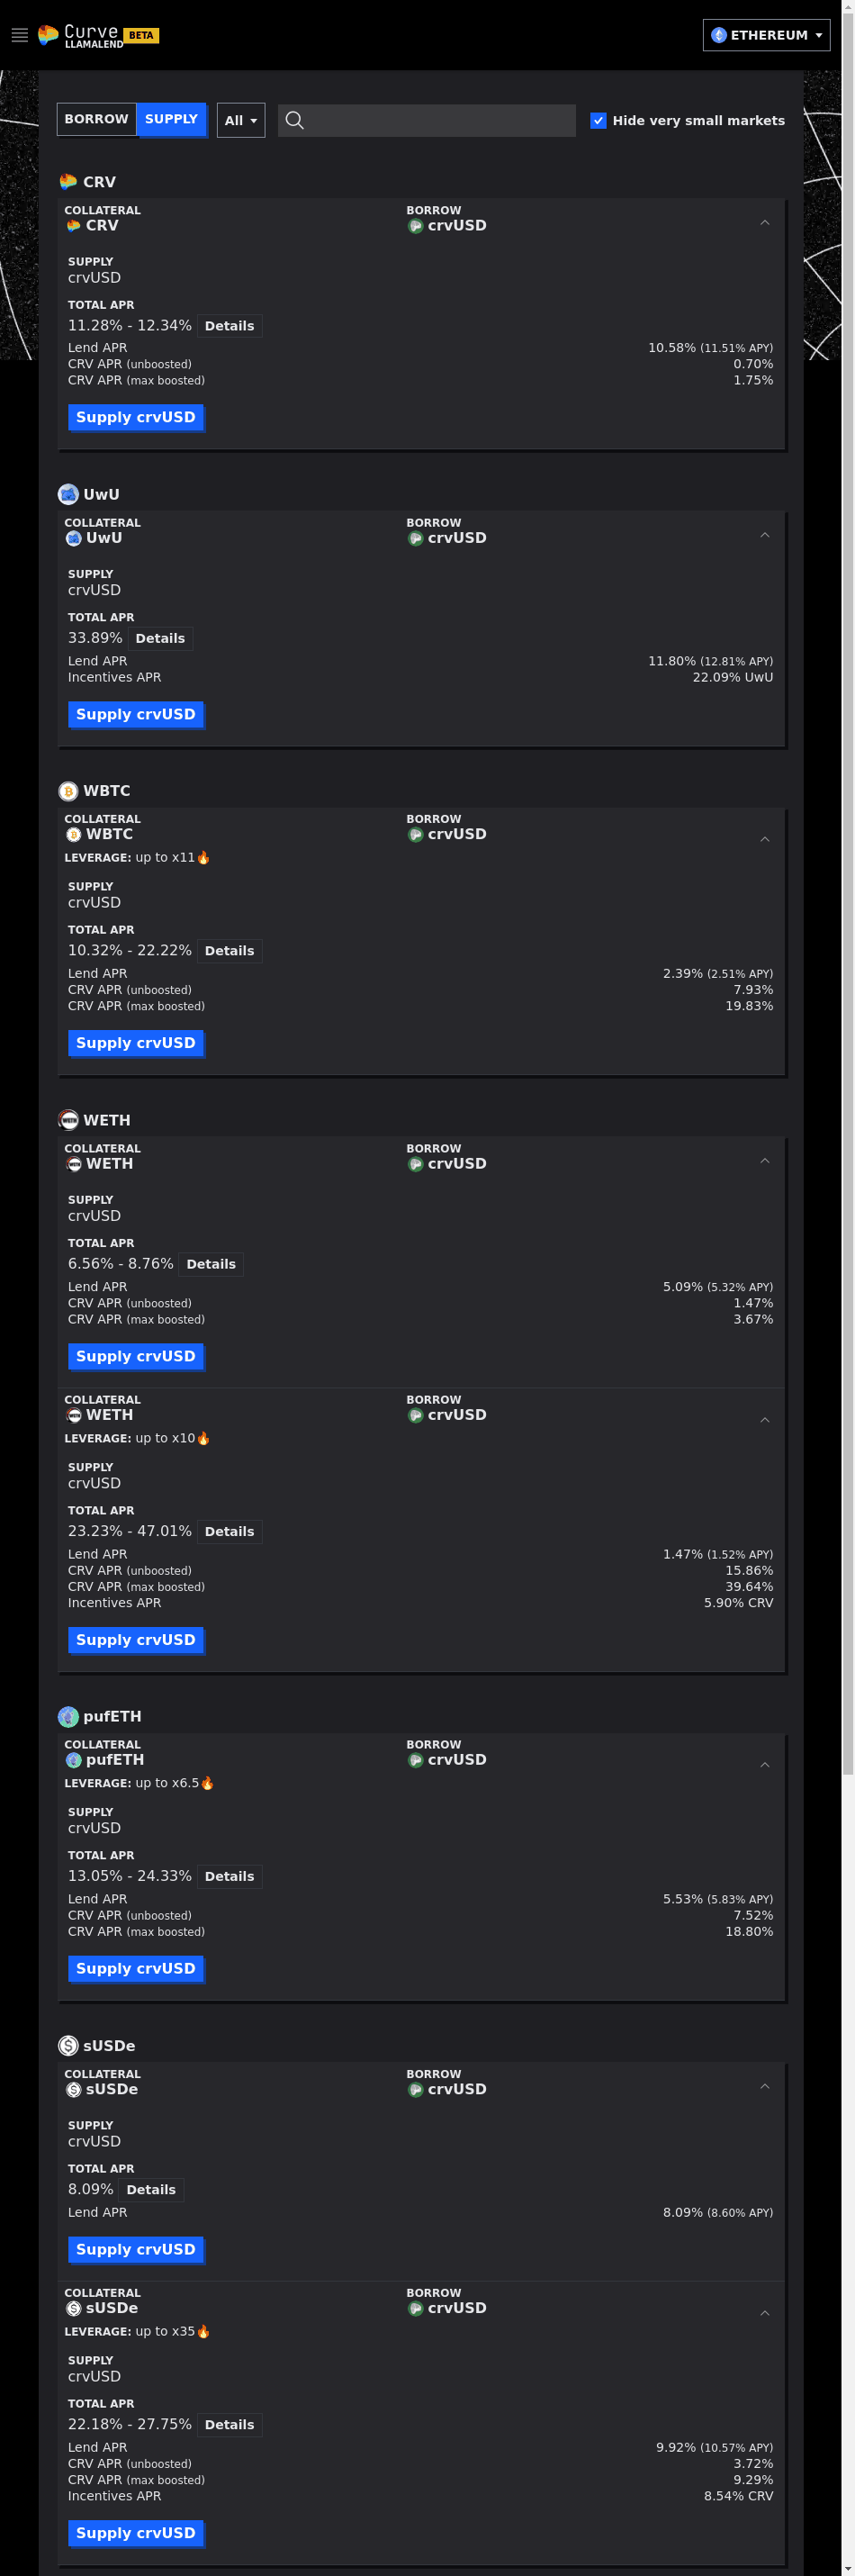 Curve
LLAMALEND BETA
ETHEREUM
BORROW SUPPLY All Hide very small markets
CRV
COLLATERAL BORROW
CRV crvUSD
SUPPLY
crvUSD
TOTAL APR
11.28% - 12.34% Details
Lend APR 10.58% (11.51% APY)
CRV APR (unboosted) 0.70%
CRV APR (max boosted) 1.75%
Supply crvUSD
UwU
COLLATERAL BORROW
UwU crvUSD
SUPPLY
crvUSD
TOTAL APR
33.89% Details
Lend APR 11.80% (12.81% APY)
Incentives APR 22.09% UwU
Supply crvUSD
WBTC
COLLATERAL BORROW
WBTC crvUSD
LEVERAGE: up to x11🔥
SUPPLY
crvUSD
TOTAL APR
10.32% - 22.22% Details
Lend APR 2.39% (2.51% APY)
CRV APR (unboosted) 7.93%
CRV APR (max boosted) 19.83%
Supply crvUSD
WETH
COLLATERAL BORROW
WETH crvUSD
SUPPLY
crvUSD
TOTAL APR
6.56% - 8.76% Details
Lend APR 5.09% (5.32% APY)
CRV APR (unboosted) 1.47%
CRV APR (max boosted) 3.67%
Supply crvUSD
COLLATERAL BORROW
WETH crvUSD
LEVERAGE: up to x10🔥
SUPPLY
crvUSD
TOTAL APR
23.23% - 47.01% Details
Lend APR 1.47% (1.52% APY)
CRV APR (unboosted) 15.86%
CRV APR (max boosted) 39.64%
Incentives APR 5.90% CRV
Supply crvUSD
pufETH
COLLATERAL BORROW
pufETH crvUSD
LEVERAGE: up to x6.5🔥
SUPPLY
crvUSD
TOTAL APR
13.05% - 24.33% Details
Lend APR 5.53% (5.83% APY)
CRV APR (unboosted) 7.52%
CRV APR (max boosted) 18.80%
Supply crvUSD
sUSDe
COLLATERAL BORROW
sUSDe crvUSD
SUPPLY
crvUSD
TOTAL APR
8.09% Details
Lend APR 8.09% (8.60% APY)
Supply crvUSD
COLLATERAL BORROW
sUSDe crvUSD
LEVERAGE: up to x35🔥
SUPPLY
crvUSD
TOTAL APR
22.18% - 27.75% Details
Lend APR 9.92% (10.57% APY)
CRV APR (unboosted) 3.72%
CRV APR (max boosted) 9.29%
Incentives APR 8.54% CRV
Supply crvUSD